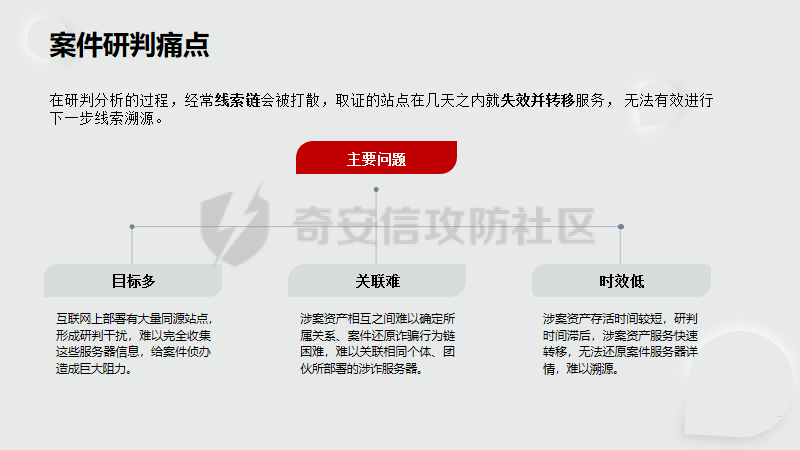 案件研判痛点
在研判分析的过程，经常线索链会被打散，取证的站点在几天之内就失效并转移服务， 无法有效进行
下一步线索溯源。
主要问题
奇安信攻防社区
目标多
关联难
时效低
互联网上部署有大量同源站点，
形成研判干扰，难以完全收集
这些服务器信息，给案件侦办
造成巨大阻力。
涉案资产相互之间难以确定所
属关系、案件还原诈骗行为链
困难，难以关联相同个体、团
伙所部署的涉诈服务器。
涉案资产存活时间较短，研判
时间滞后，涉案资产服务快速
转移，无法还原案件服务器详
情，难以溯源。